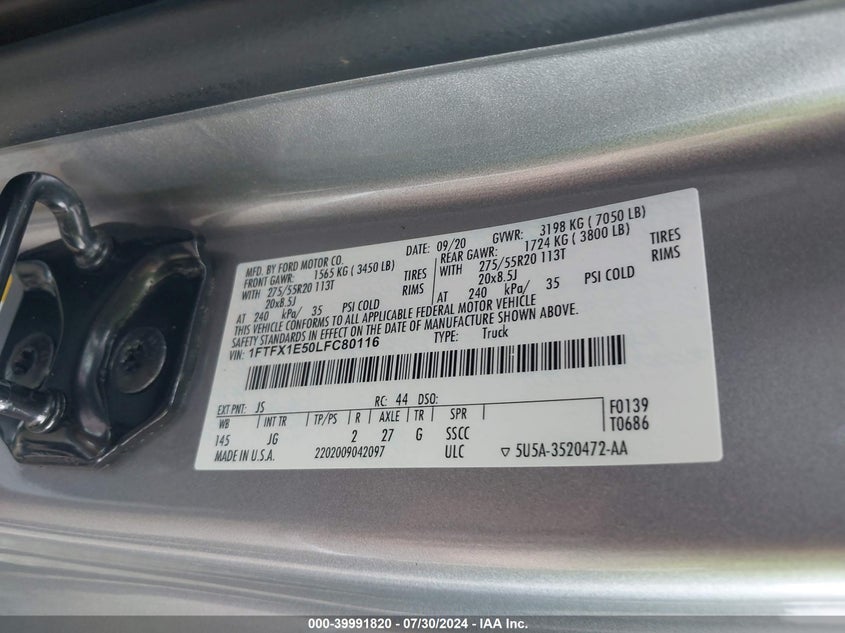 MFD. BY FORD MOTOR CO.
DATE: 09/20 GVWR: 3198 KG ( 7050 LB)
FRONT GAWR: 1565 KG ( 3450 LB)
REAR GAWR: 1724 KG ( 3800 LB)
WITH 275/55R20 113T TIRES
WITH 275/55R20 113T TIRES
20x8.5J RIMS
20x8.5J RIMS
AT 240 kPa/ 35 PSI COLD
AT 240 kPa/ 35 PSI COLD
THIS VEHICLE CONFORMS TO ALL APPLICABLE FEDERAL MOTOR VEHICLE
SAFETY STANDARDS IN EFFECT ON THE DATE OF MANUFACTURE SHOWN ABOVE.
VIN: 1FTFX1E50LFC80116 TYPE: Truck
EXT PNT: JS RC: 44 DSO:
WB INT TR TP/PS R AXLE TR SPR
145 JG 2 27 G SSCC
MADE IN U.S.A. 2202009042097 ULC ▽ 5U5A-3520472-AA
F0139
T0686
000-39991820 / 07/30/2024 - IAA Inc.